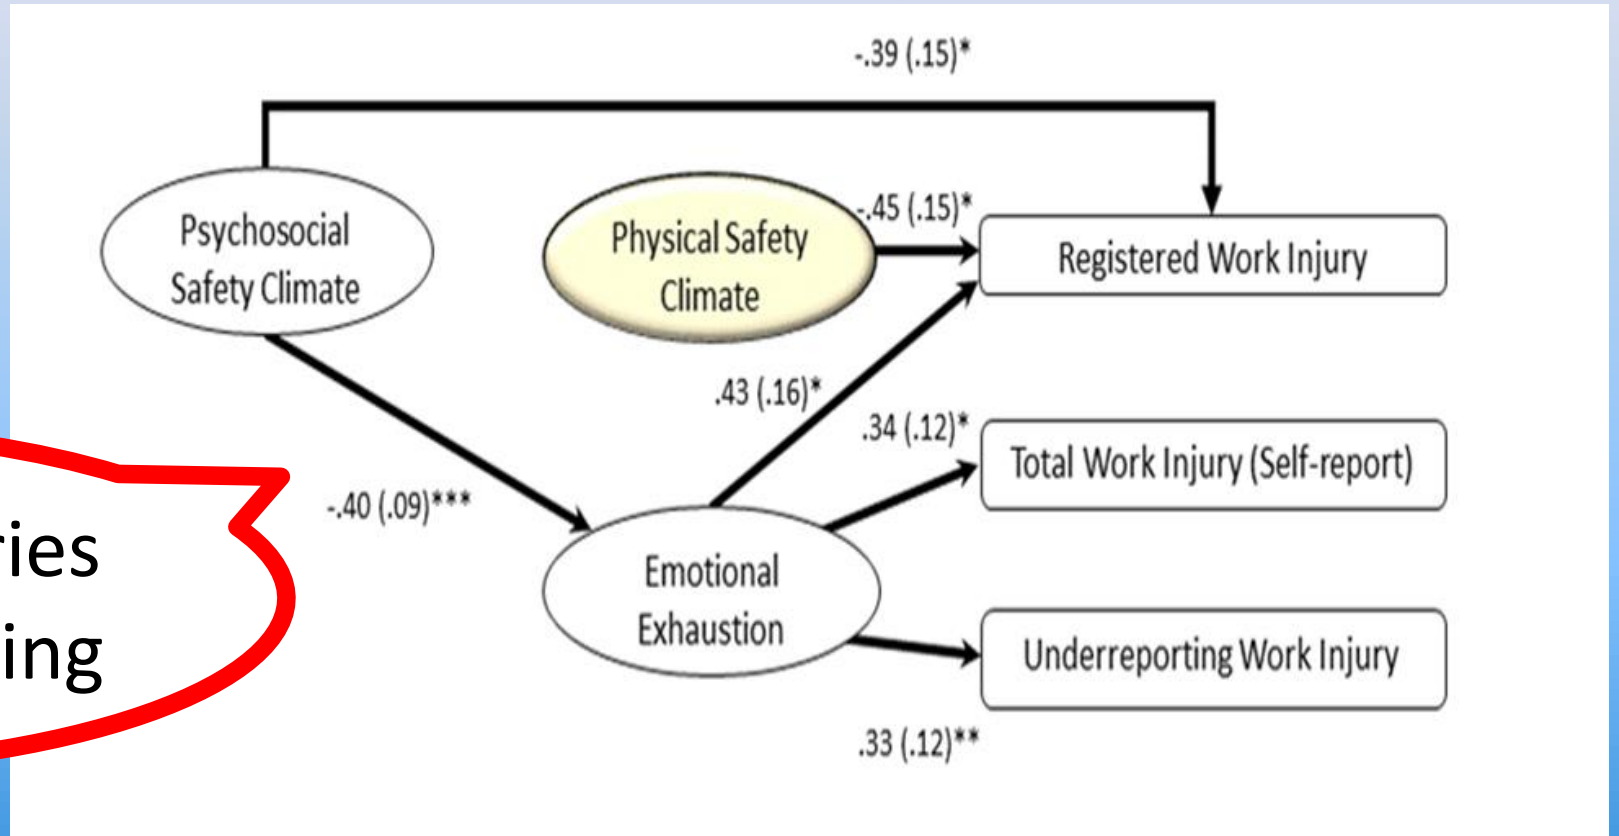 -.39 (.15)*
Psychosocial
Safety Climate
Physical Safety
Climate
-.45 (.15)*
Registered Work Injury
.43 (.16)*
.34 (.12)*
Total Work Injury (Self-report)
-.40 (.09)***
ries
ing
Emotional
Exhaustion
Underreporting Work Injury
.33 (.12)**